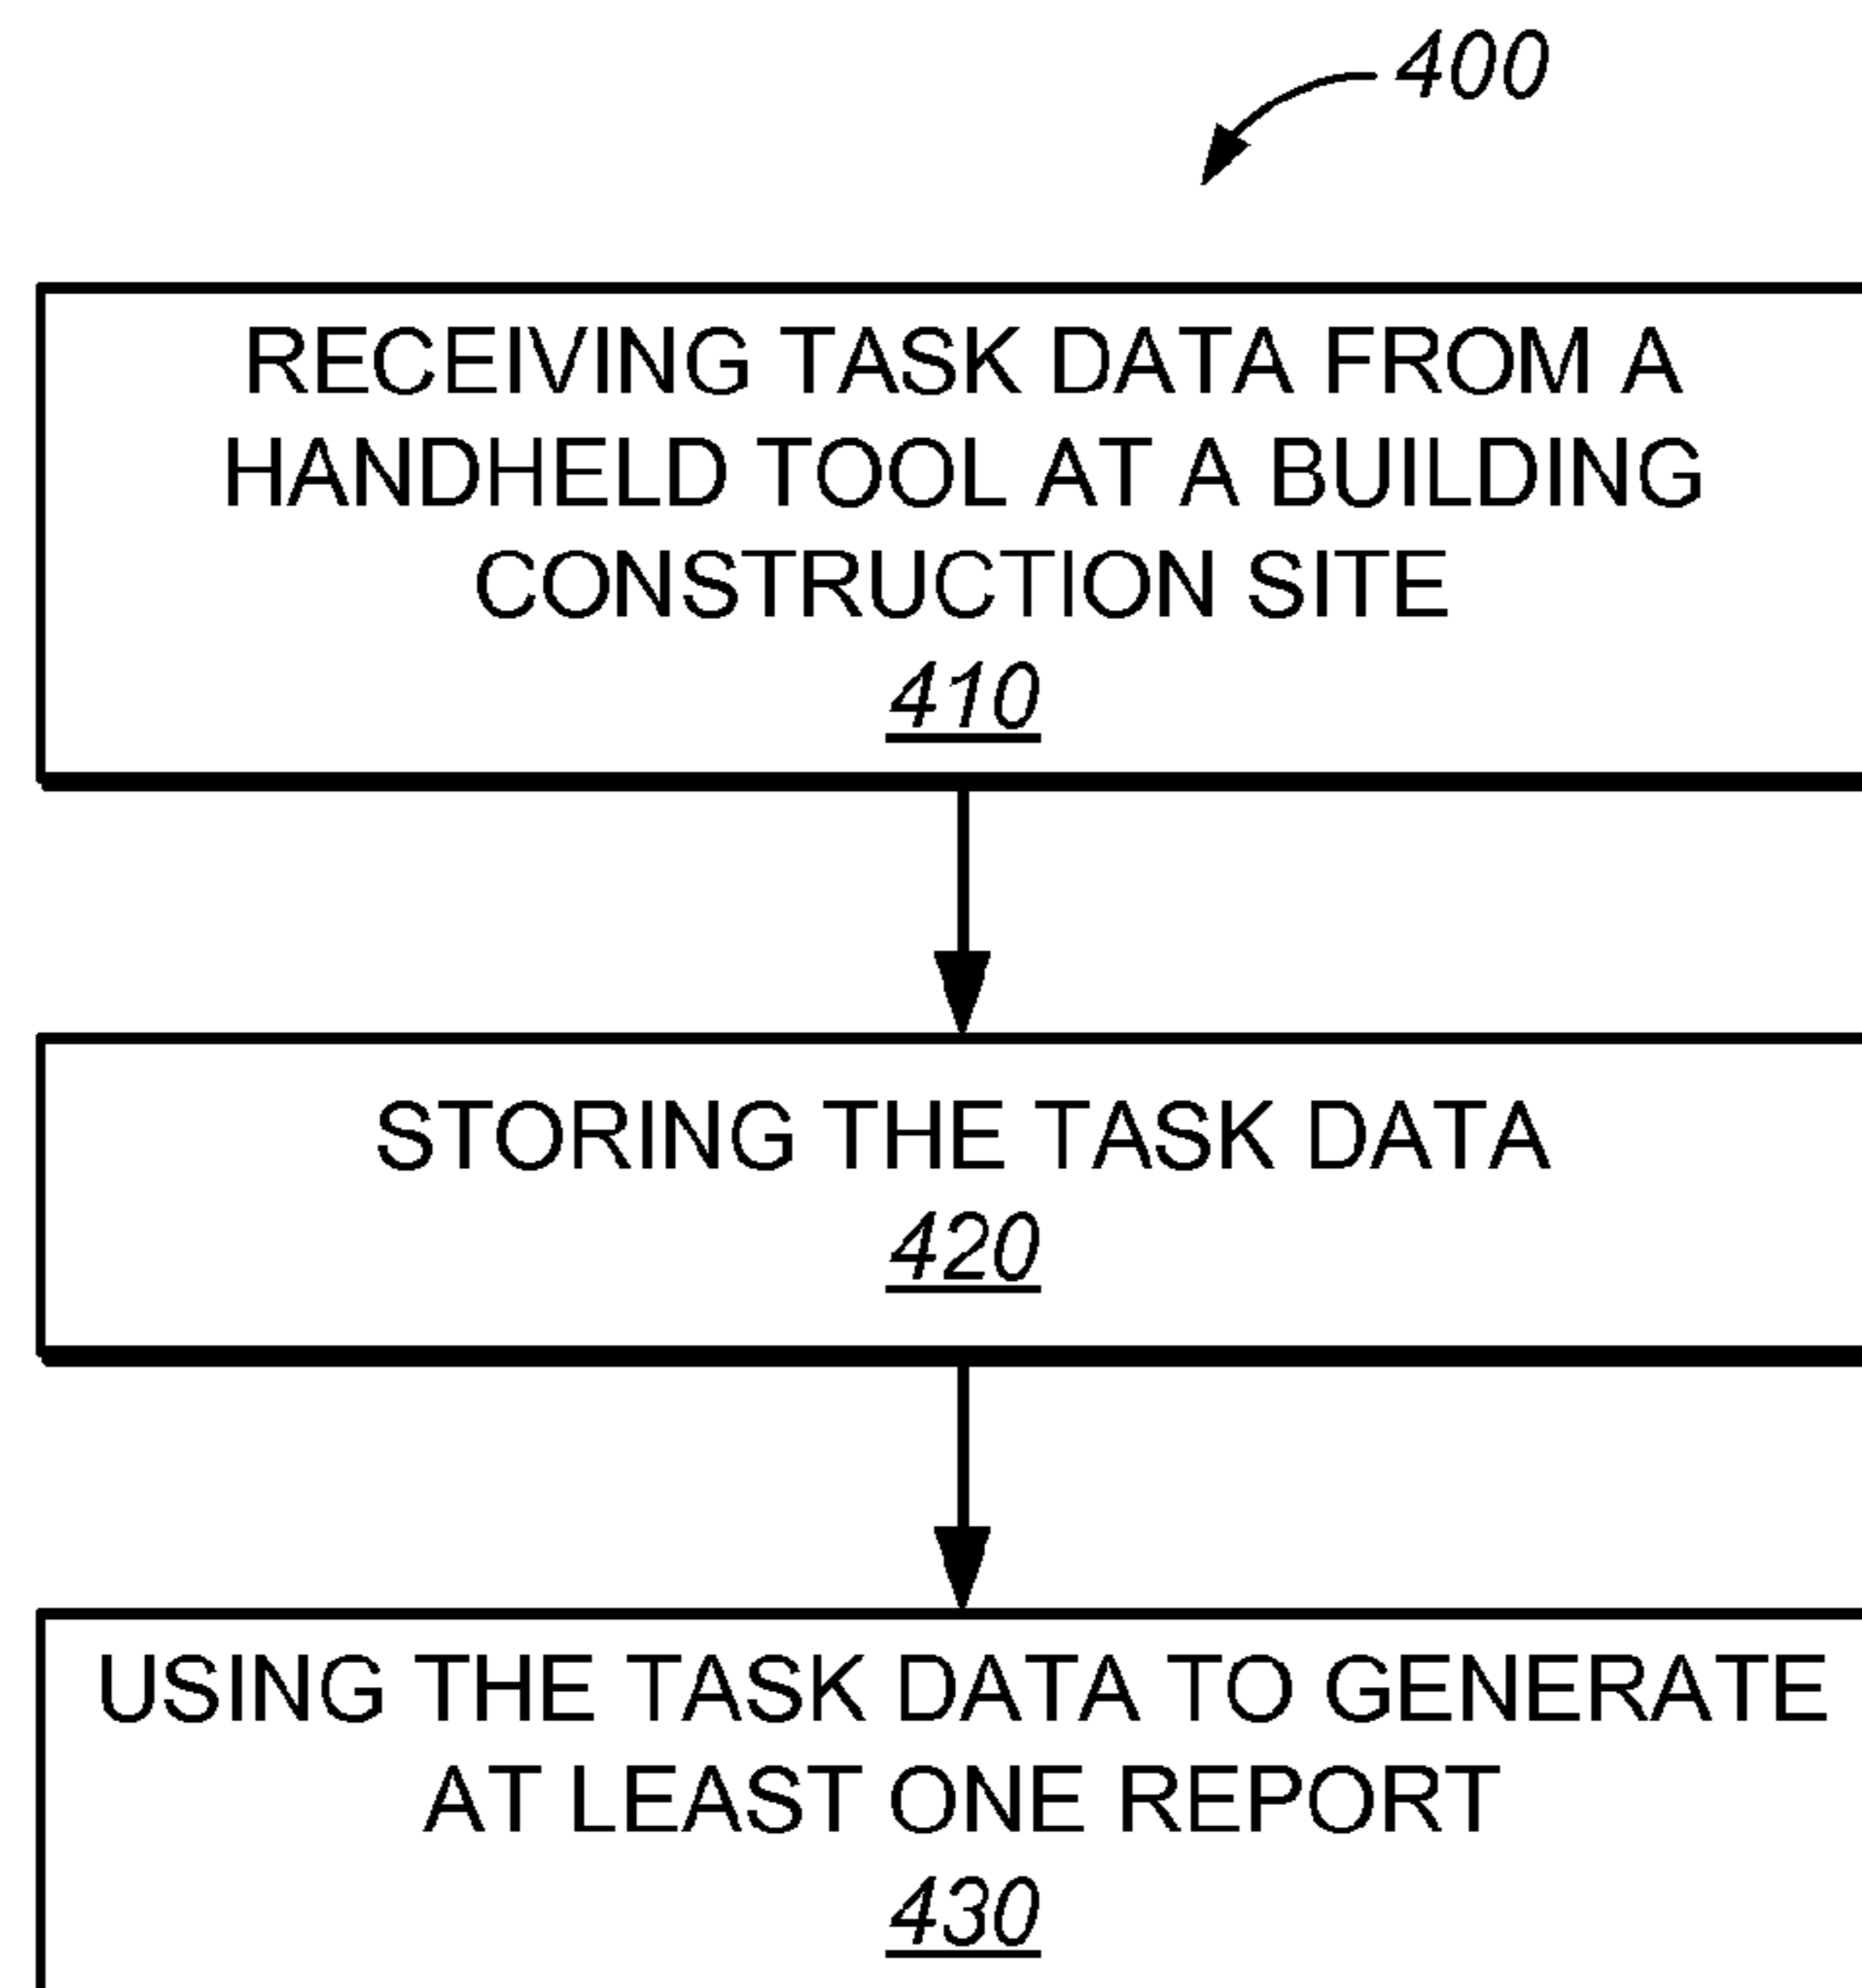 400
RECEIVING TASK DATA FROM A
HANDHELD TOOL AT A BUILDING
CONSTRUCTION SITE
410
STORING THE TASK DATA
420
USING THE TASK DATA TO GENERATE
AT LEAST ONE REPORT
430